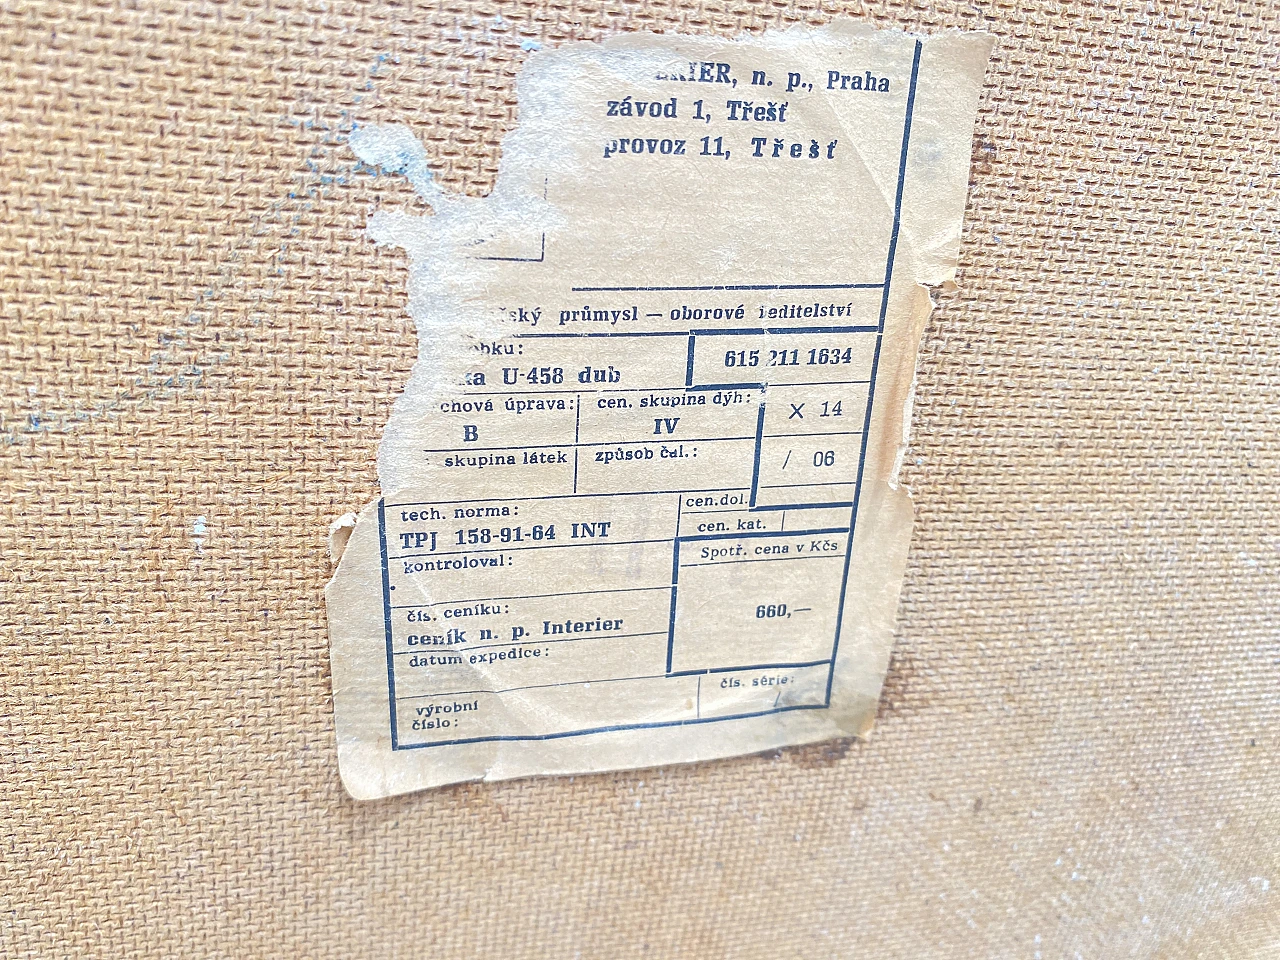 IER, n. p., Praha
závod 1, Třešť
provoz 11, Třešť
ský průmysl — oborové ředitelství
obku:
ka U-458 dub
615 211 1634
chová úprava:
B
cen. skupina dýh:
IV
X 14
skupina látek
způsob čal.:
/ 06
tech. norma:
TPJ 158-91-64 INT
cen.dol.
cen. kat.
kontroloval:
Spotř. cena v Kčs
660,—
čís. ceníku:
ceník n. p. Interier
datum expedice:
výrobní
číslo:
čís. série: